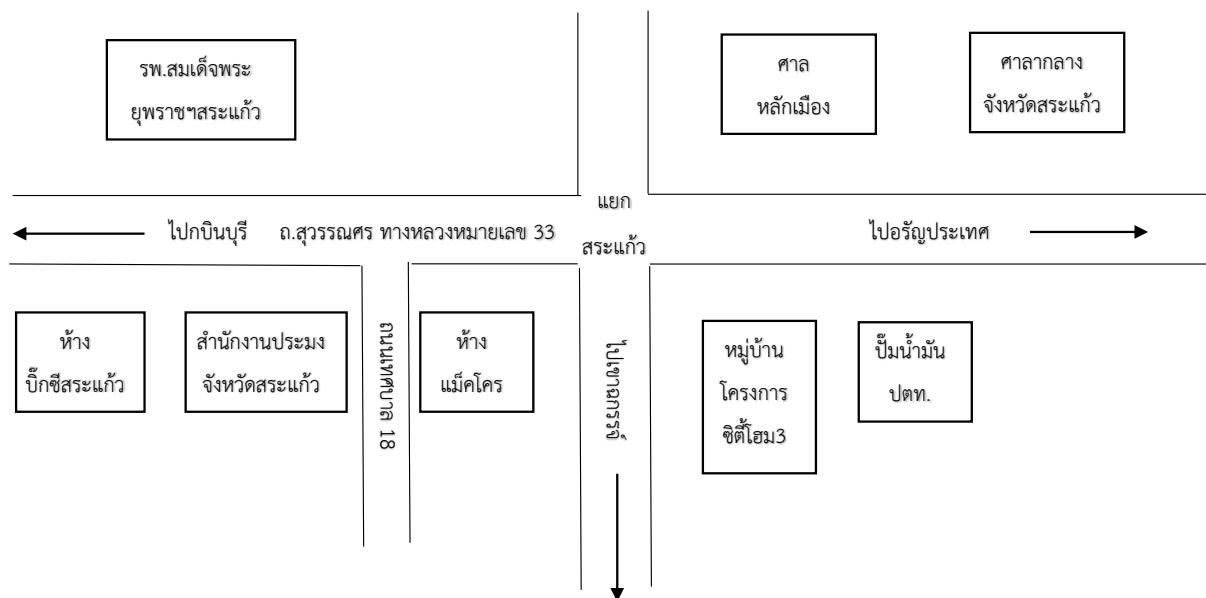 รพ.สมเด็จพระ
ยุพราชฯสระแก้ว
ศาล
หลักเมือง
ศาลากลาง
จังหวัดสระแก้ว
แยก
สระแก้ว
ไปกบินบุรี
ถ.สุวรรณศร ทางหลวงหมายเลข 33
ไปอรัญประเทศ
ห้าง
บิ๊กซีสระแก้ว
สำนักงานประมง
จังหวัดสระแก้ว
ถนนเทศบาล 18
ห้าง
แม็คโคร
ไปเขาฉกรรจ์
หมู่บ้าน
โครงการ
ซิตี้โฮม3
ปั๊มน้ำมัน
ปตท.